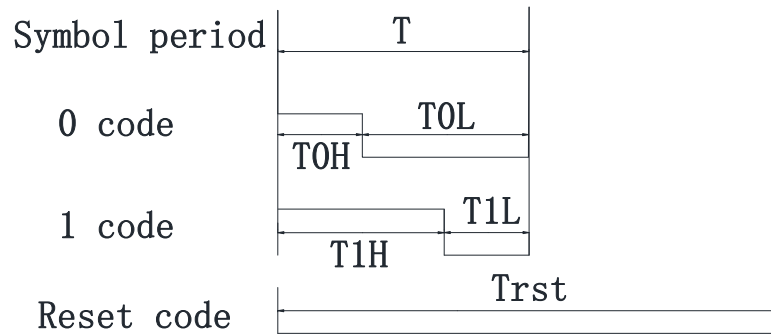 Symbol period
T
0 code
T0H
T0L
1 code
T1H
T1L
Reset code
Trst